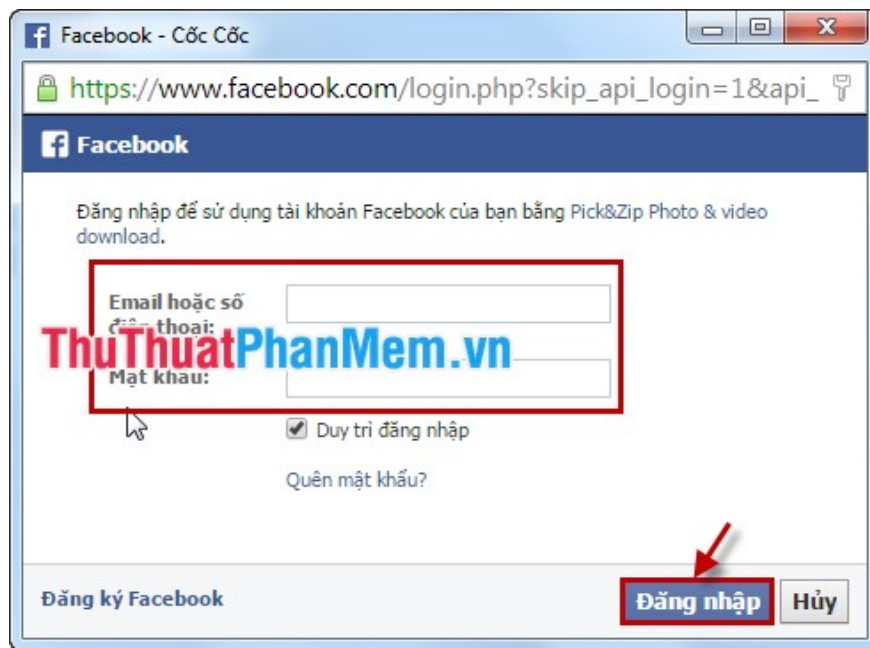 Facebook - Cốc Cốc
https://www.facebook.com/login.php?skip_api_login=1&api_
Facebook
Đăng nhập để sử dụng tài khoản Facebook của bạn bằng Pick&Zip Photo & video
download.
Email hoặc số
điện thoại:
ThuThuatPhanMem.vn
Mật khẩu:
Duy trì đăng nhập
Quên mật khẩu?
Đăng ký Facebook
Đăng nhập
Hủy